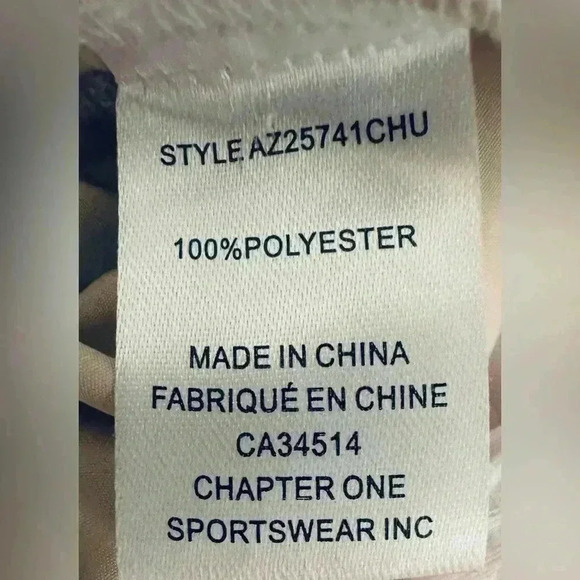 STYLE.AZ25741CHU
100%POLYESTER
MADE IN CHINA
FABRIQUÉ EN CHINE
CA34514
CHAPTER ONE
SPORTSWEAR INC